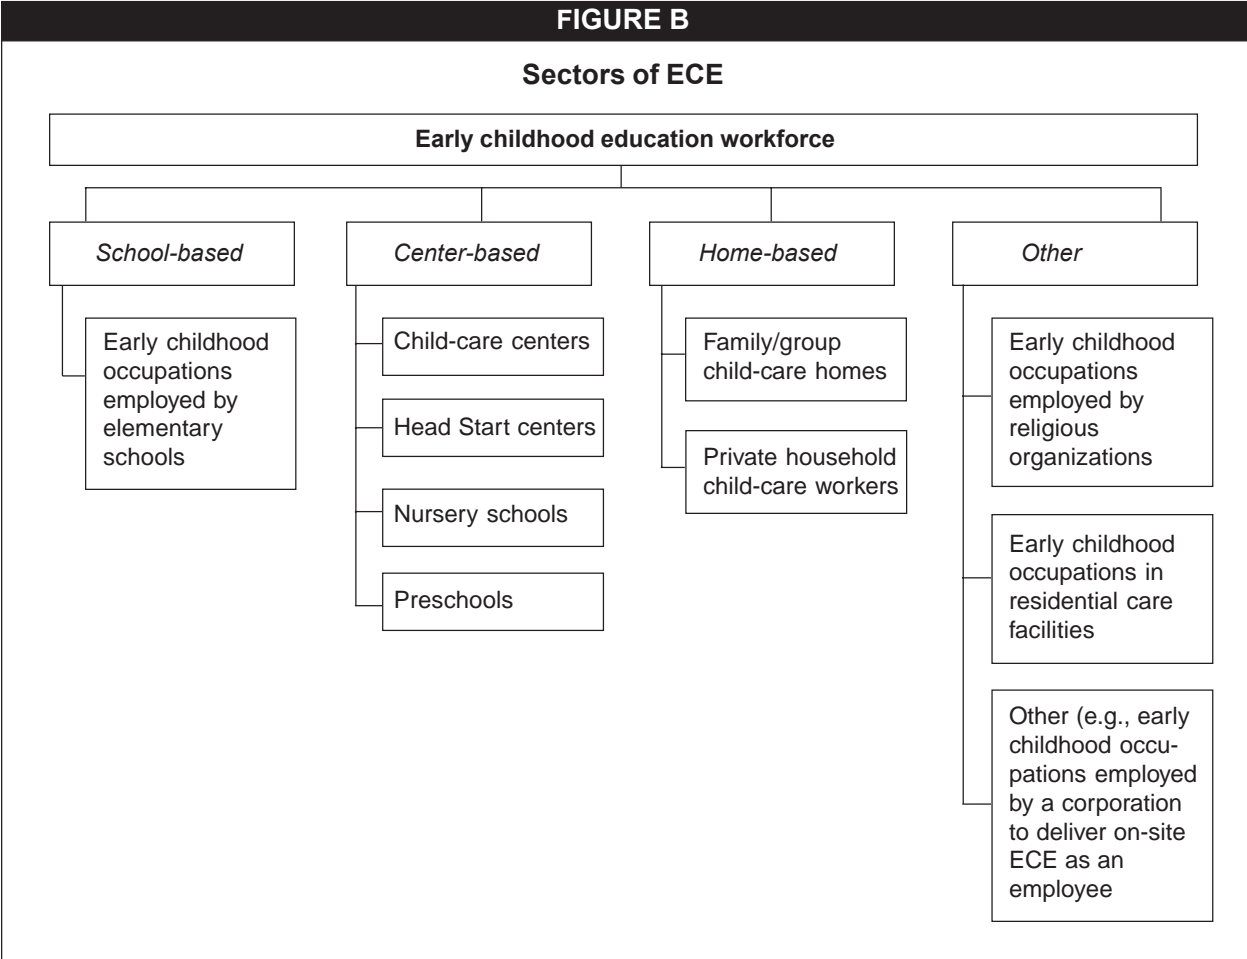 FIGURE B
Sectors of ECE
Early childhood education workforce
School-based
Early childhood
occupations
employed by
elementary
schools
Center-based
Child-care centers
Head Start centers
Nursery schools
Preschools
Home-based
Family/group
child-care homes
Private household
child-care workers
Other
Early childhood
occupations
employed by
religious
organizations
Early childhood
occupations in
residential care
facilities
Other (e.g., early
childhood occu-
pations employed
by a corporation
to deliver on-site
ECE as an
employee